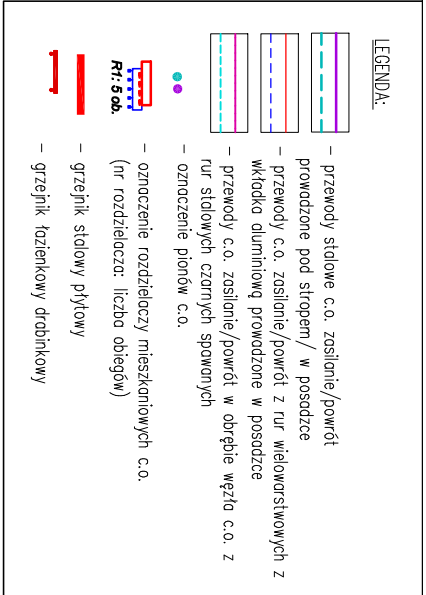 LEGENDA:
– przewody stalowe c.o. zasilanie/powrót
prowadzone pod stropem/ w posadzce
– przewody c.o. zasilanie/powrót z rur wielowarstwowych z
wkładka aluminiową prowadzone w posadzce
– przewody c.o. zasilanie/powrót w obrębie węzła c.o. z
rur stalowych czarnych spawanych
– oznaczenie pionów c.o.
R1: 5 ob.
– oznaczenie rozdzielaczy mieszkaniowych c.o.
(nr rozdzielacza: liczba obiegów)
– grzejnik stalowy płytowy
– grzejnik łazienkowy drabinkowy